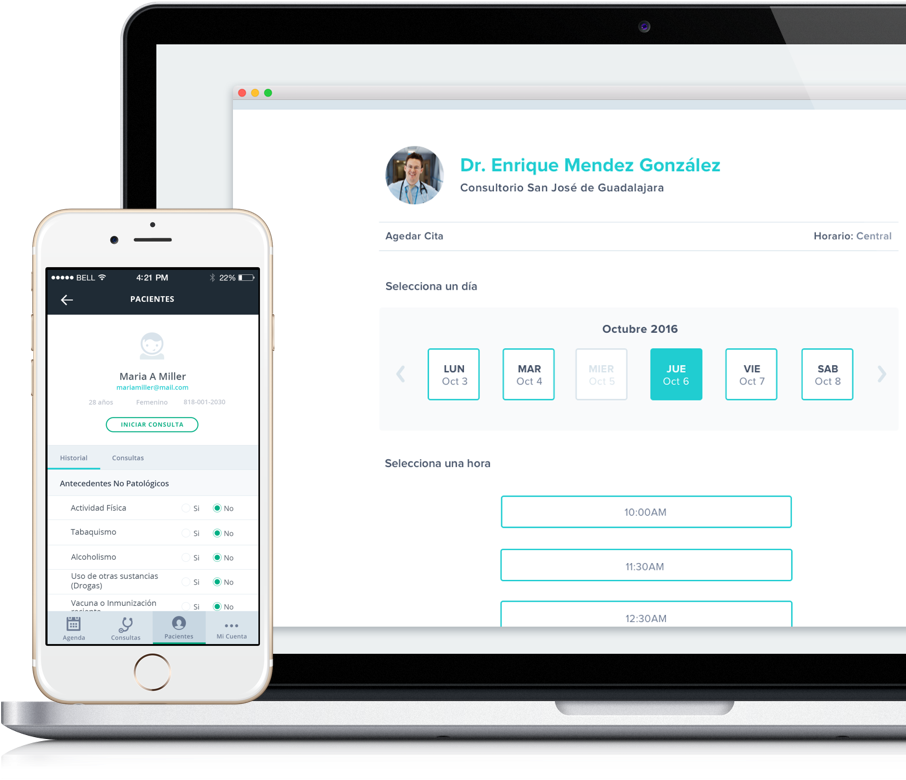 Dr. Enrique Mendez González
Consultorio San José de Guadalajara
Agedar Cita
Horario: Central
Selecciona un día
Octubre 2016
LUN
Oct 3
MAR
Oct 4
MIER
Oct 5
JUE
Oct 6
VIE
Oct 7
SAB
Oct 8
Selecciona una hora
10:00AM
11:30AM
12:30AM
BELL 4:21 PM 22%
PACIENTES
Maria A Miller
mariamiller@mail.com
28 años Femenino 818-001-2030
INICIAR CONSULTA
Historial Consultas
Antecedentes No Patológicos
Actividad Física Si No
Tabaquismo Si No
Alcoholismo Si No
Uso de otras sustancias
(Drogas) Si No
Vacuna o Inmunización
reciente Si No
Agenda Consultas Pacientes Mi Cuenta